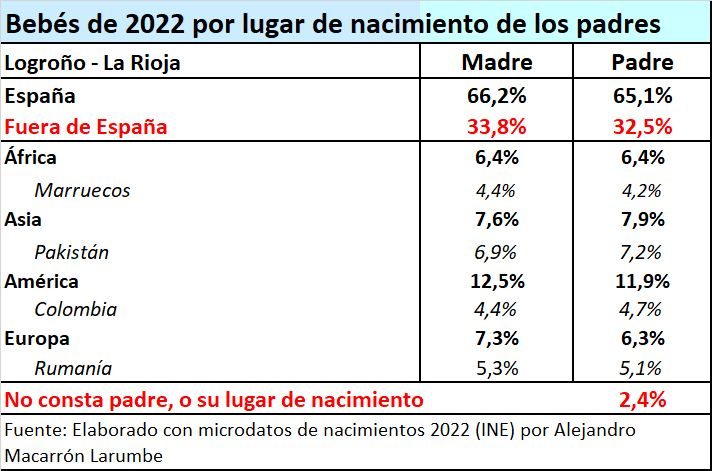 Bebés de 2022 por lugar de nacimiento de los padres
Logroño - La Rioja Madre Padre
España 66,2% 65,1%
Fuera de España 33,8% 32,5%
África 6,4% 6,4%
Marruecos 4,4% 4,2%
Asia 7,6% 7,9%
Pakistán 6,9% 7,2%
América 12,5% 11,9%
Colombia 4,4% 4,7%
Europa 7,3% 6,3%
Rumanía 5,3% 5,1%
No consta padre, o su lugar de nacimiento 2,4%
Fuente: Elaborado con microdatos de nacimientos 2022 (INE) por Alejandro
Macarrón Larumbe